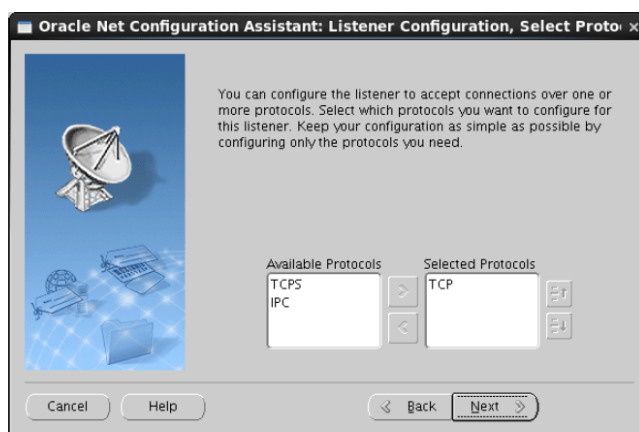 Oracle Net Configuration Assistant: Listener Configuration, Select Proto
You can configure the listener to accept connections over one or
more protocols. Select which protocols you want to configure for
this listener. Keep your configuration as simple as possible by
configuring only the protocols you need.
Available Protocols
Selected Protocols
TCPS
IPC
TCP
Cancel
Help
Back
Next